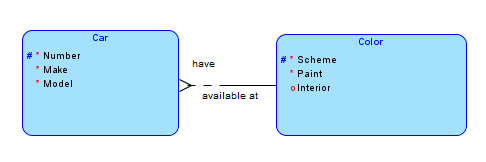 Car
# * Number
* Make
* Model
have
available at
Color
# * Scheme
* Paint
o Interior